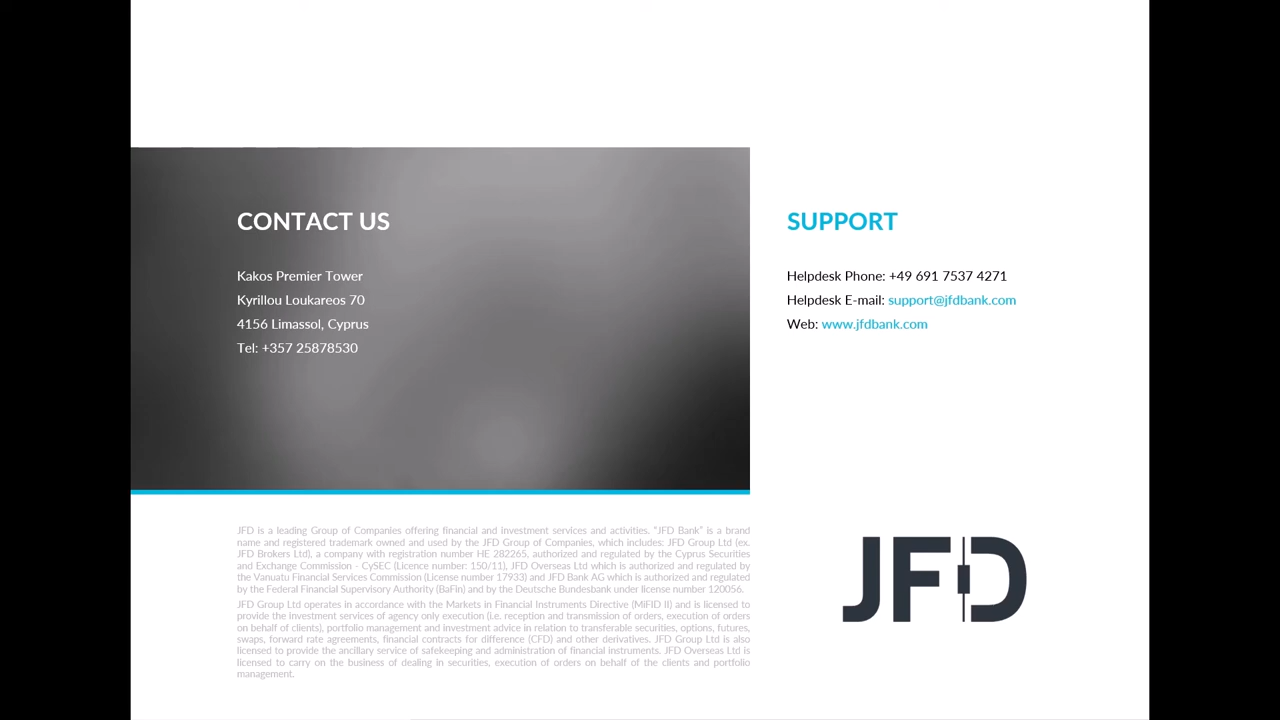 CONTACT US
Kakos Premier Tower
Kyrillou Loukareos 70
4156 Limassol, Cyprus
Tel: +357 25878530
SUPPORT
Helpdesk Phone: +49 691 7537 4271
Helpdesk E-mail: support@jfdbank.com
Web: www.jfdbank.com
JFD is a leading Group of Companies offering financial and investment services and activities. “JFD Bank” is a brand
name and registered trademark owned and used by the JFD Group of Companies, which includes: JFD Group Ltd (ex.
JFD Brokers Ltd), a company with registration number HE 282265, authorized and regulated by the Cyprus Securities
and Exchange Commission - CySEC (Licence number: 150/11), JFD Overseas Ltd which is authorized and regulated by
the Vanuatu Financial Services Commission (License number 17933) and JFD Bank AG which is authorized and regulated
by the Federal Financial Supervisory Authority (BaFin) and by the Deutsche Bundesbank under license number 120056.
JFD Group Ltd operates in accordance with the Markets in Financial Instruments Directive (MiFID II) and is licensed to
provide the investment services of agency only execution (i.e. reception and transmission of orders, execution of orders
on behalf of clients), portfolio management and investment advice in relation to transferable securities, options, futures,
swaps, forward rate agreements, financial contracts for difference (CFD) and other derivatives. JFD Group Ltd is also
licensed to provide the ancillary service of safekeeping and administration of financial instruments. JFD Overseas Ltd is
licensed to carry on the business of dealing in securities, execution of orders on behalf of the clients and portfolio
management.
JFD